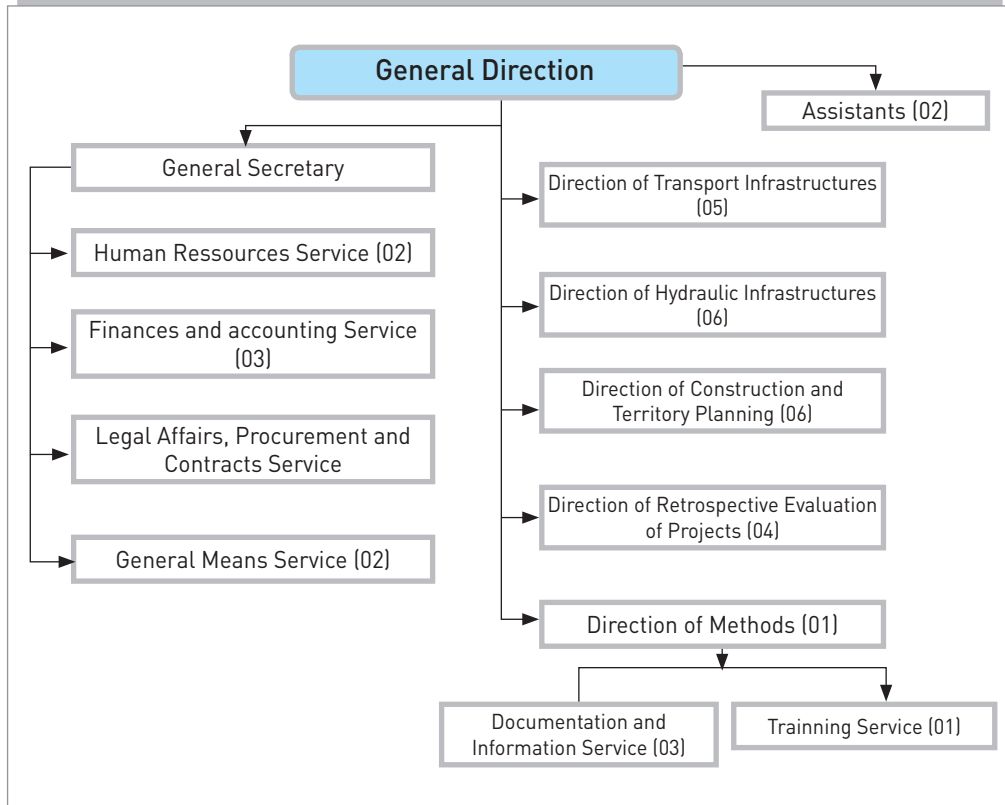 General Direction
Assistants (02)
General Secretary
Human Ressources Service (02)
Finances and accounting Service
(03)
Legal Affairs, Procurement and
Contracts Service
General Means Service (02)
Direction of Transport Infrastructures
(05)
Direction of Hydraulic Infrastructures
(06)
Direction of Construction and
Territory Planning (06)
Direction of Retrospective Evaluation
of Projects (04)
Direction of Methods (01)
Documentation and
Information Service (03)
Trainning Service (01)